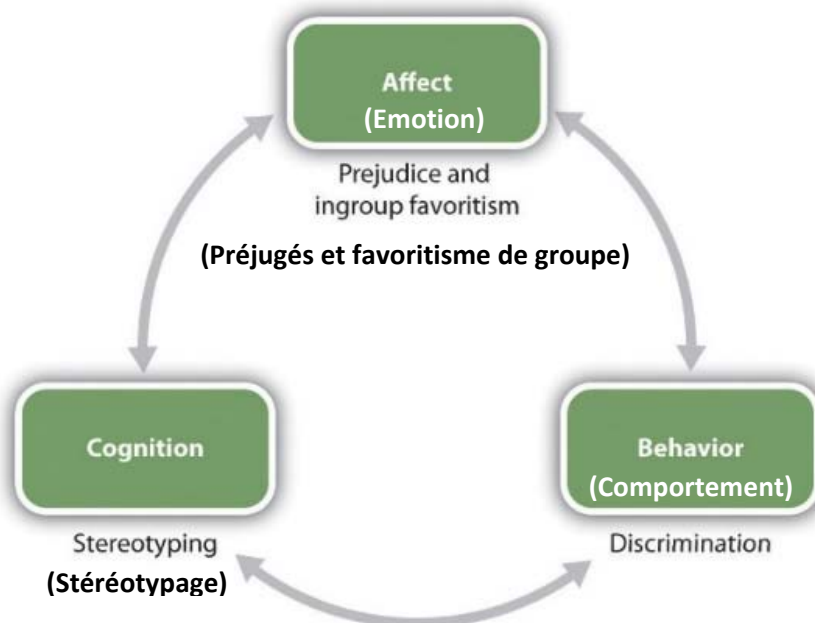 Affect
(Emotion)
Prejudice and
ingroup favoritism
(Préjugés et favoritisme de groupe)
Cognition
Stereotyping
(Stéréotypage)
Behavior
(Comportement)
Discrimination